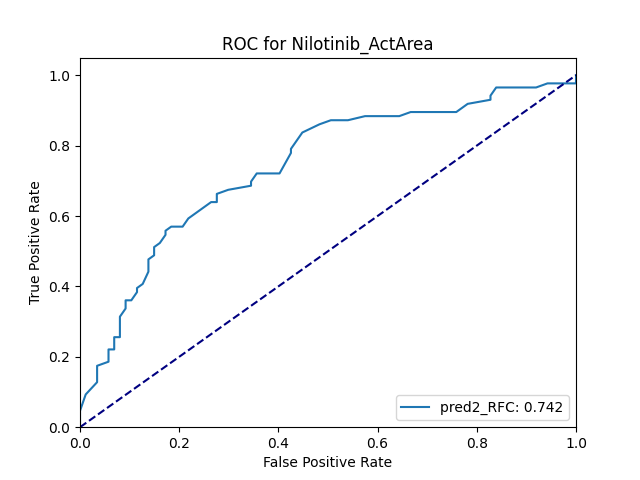 ROC for Nilotinib_ActArea
True Positive Rate
1.0
0.8
0.6
0.4
0.2
0.0
pred2_RFC: 0.742
0.0 0.2 0.4 0.6 0.8 1.0
False Positive Rate